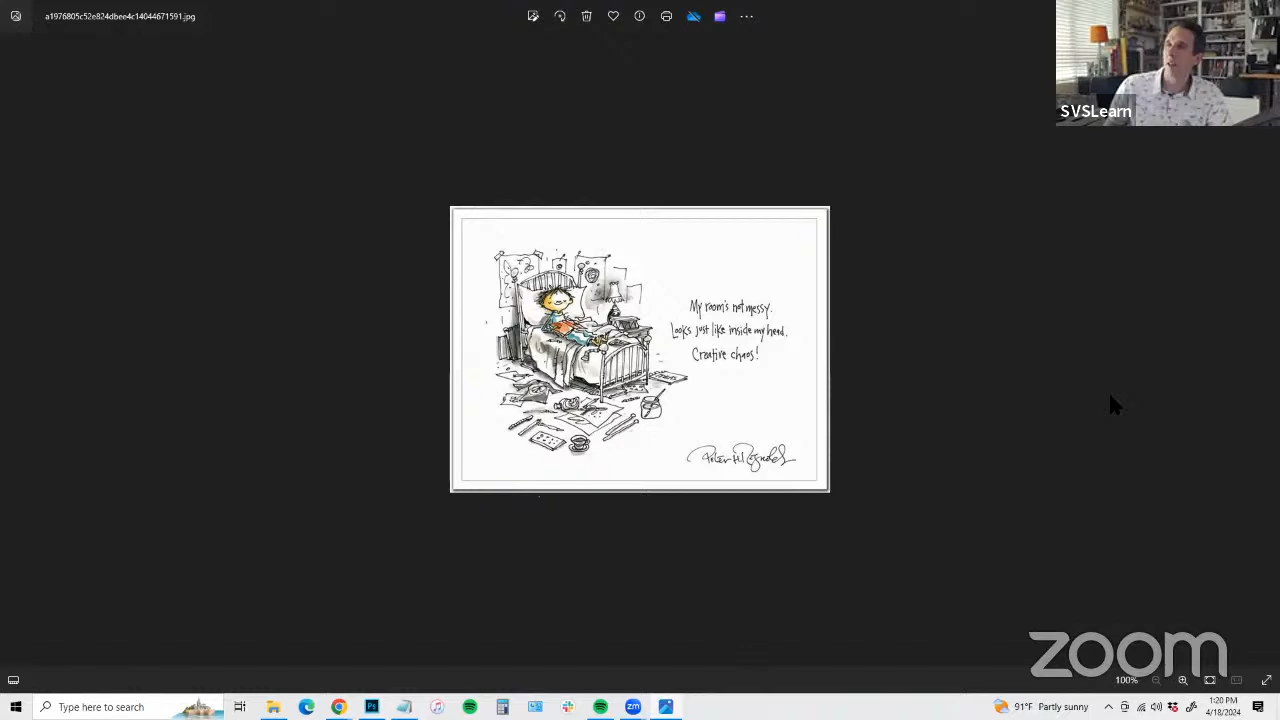 a1976805c52e824dbee4c14044671591.jpg
SVSLearn
My room's not messy.
Looks just like inside my head.
Creative chaos!
zoom
100%
Type here to search
91°F Partly sunny
1:20 PM
4/18/2024